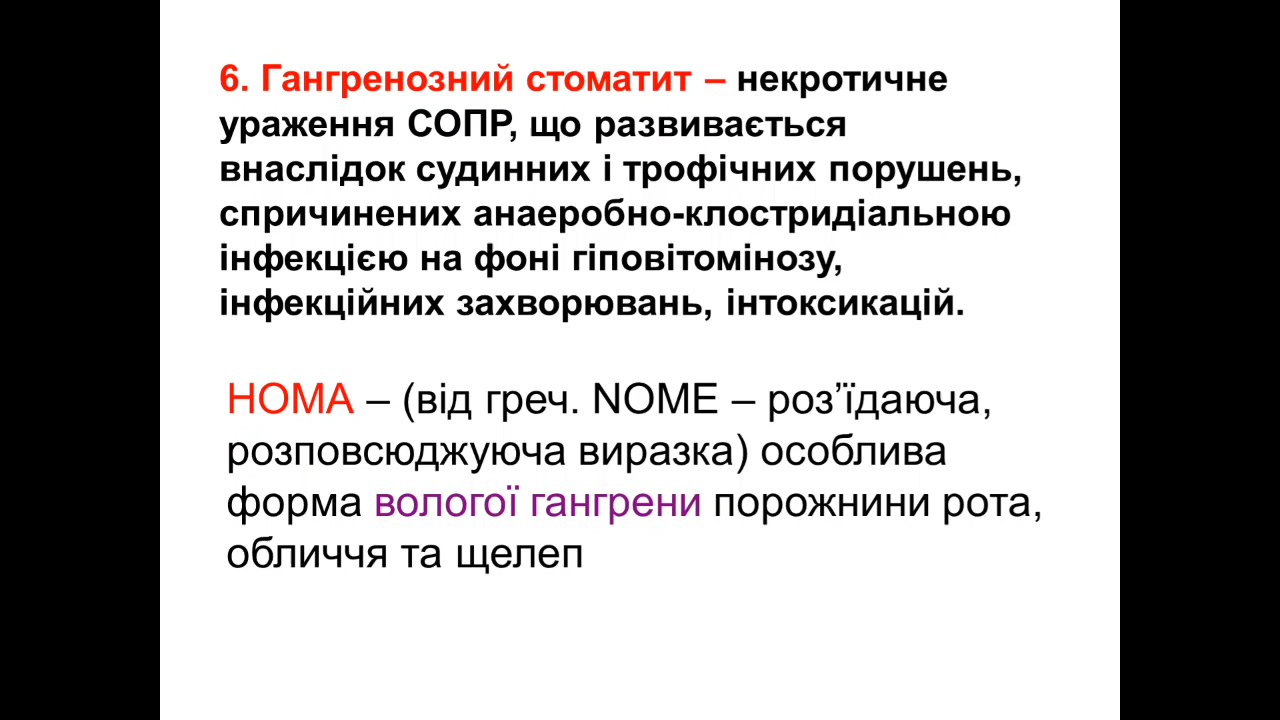 6. Гангренозний стоматит – некротичне
ураження СОПР, що развивається
внаслідок судинних і трофічних порушень,
спричинених анаеробно-клостридіальною
інфекцією на фоні гіповітомінозу,
інфекційних захворювань, інтоксикацій.
НОМА – (від греч. NOME – роз’їдаюча,
розповсюджуюча виразка) особлива
форма вологої гангрени порожнини рота,
обличчя та щелеп